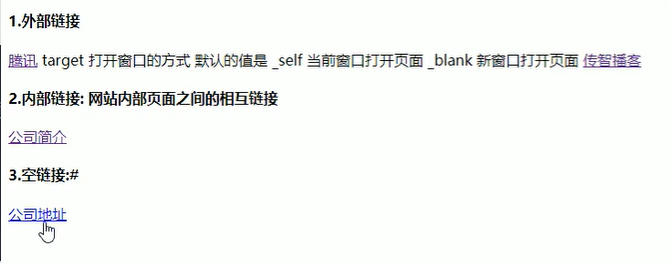 1.外部链接
腾讯 target 打开窗口的方式 默认的值是 _self 当前窗口打开页面 _blank 新窗口打开页面 传智播客
2.内部链接: 网站内部页面之间的相互链接
公司简介
3.空链接:#
公司地址